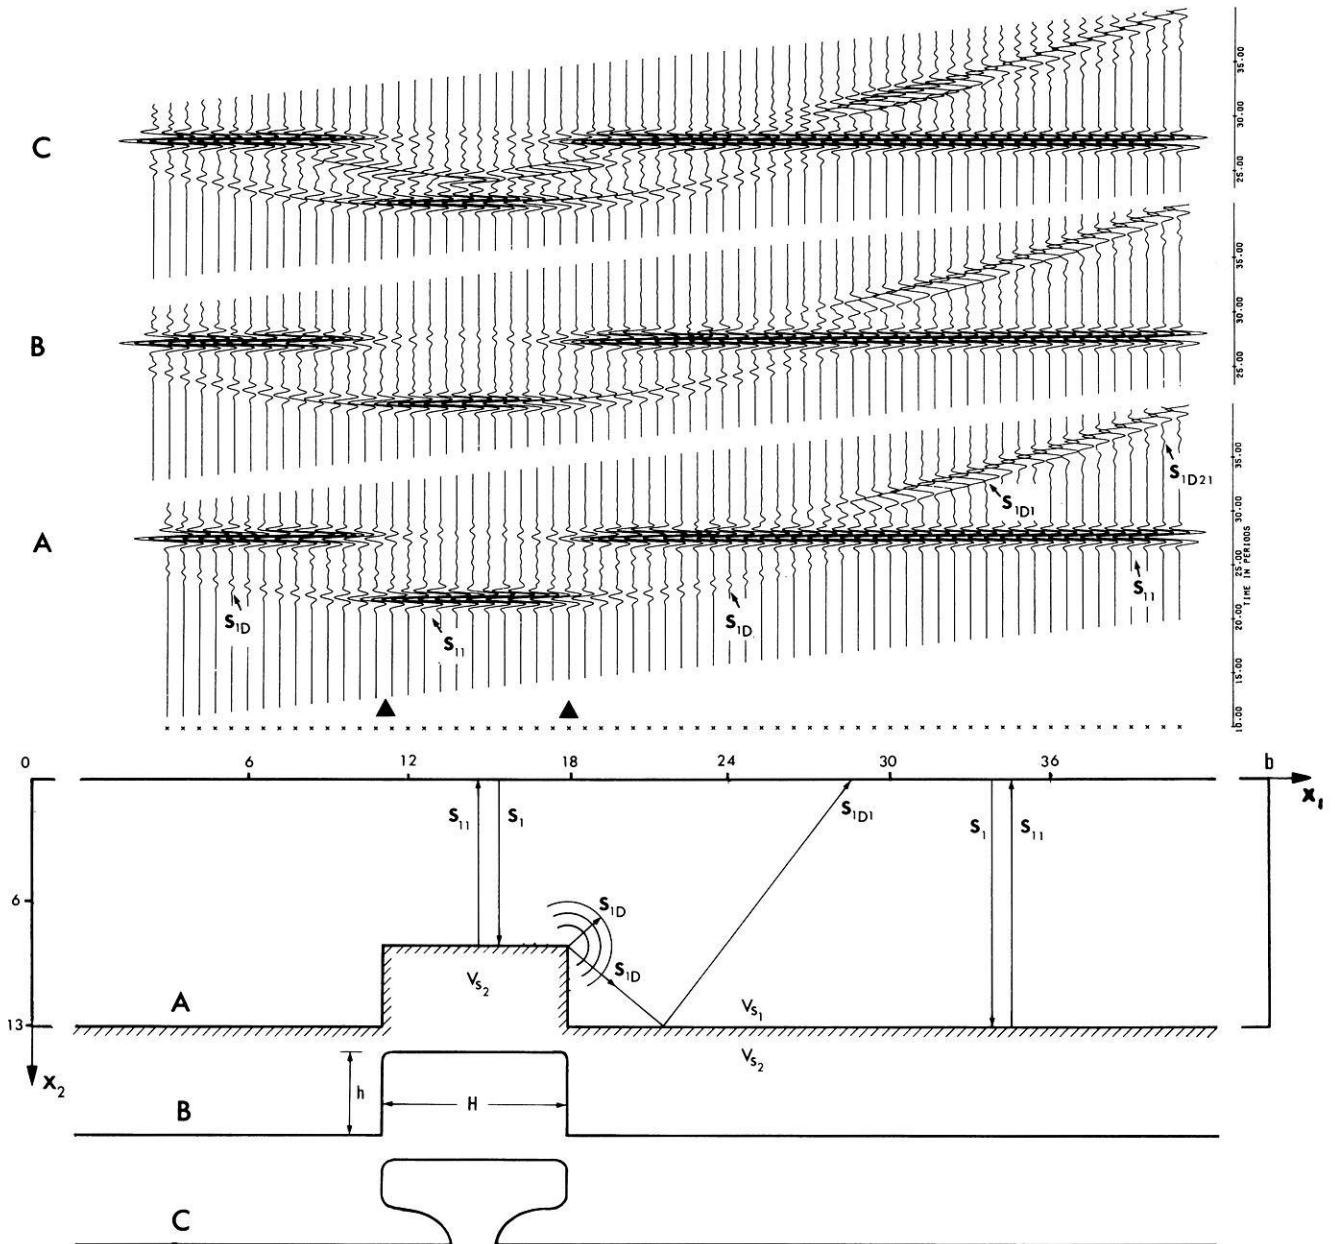 C
35.00
30.00
25.00
B
35.00
30.00
25.00
A
35.00
30.00
25.00
20.00
15.00
10.00
TIME IN PERIODS
S1D21
S1D1
S11
S1D
S11
S1D
0 6 12 18 24 30 36 b
X1
S11 S1
S1D1
S1 S11
6
S1D
S1D
VS2
A
VS1
13
VS2
X2
h
H
B
C